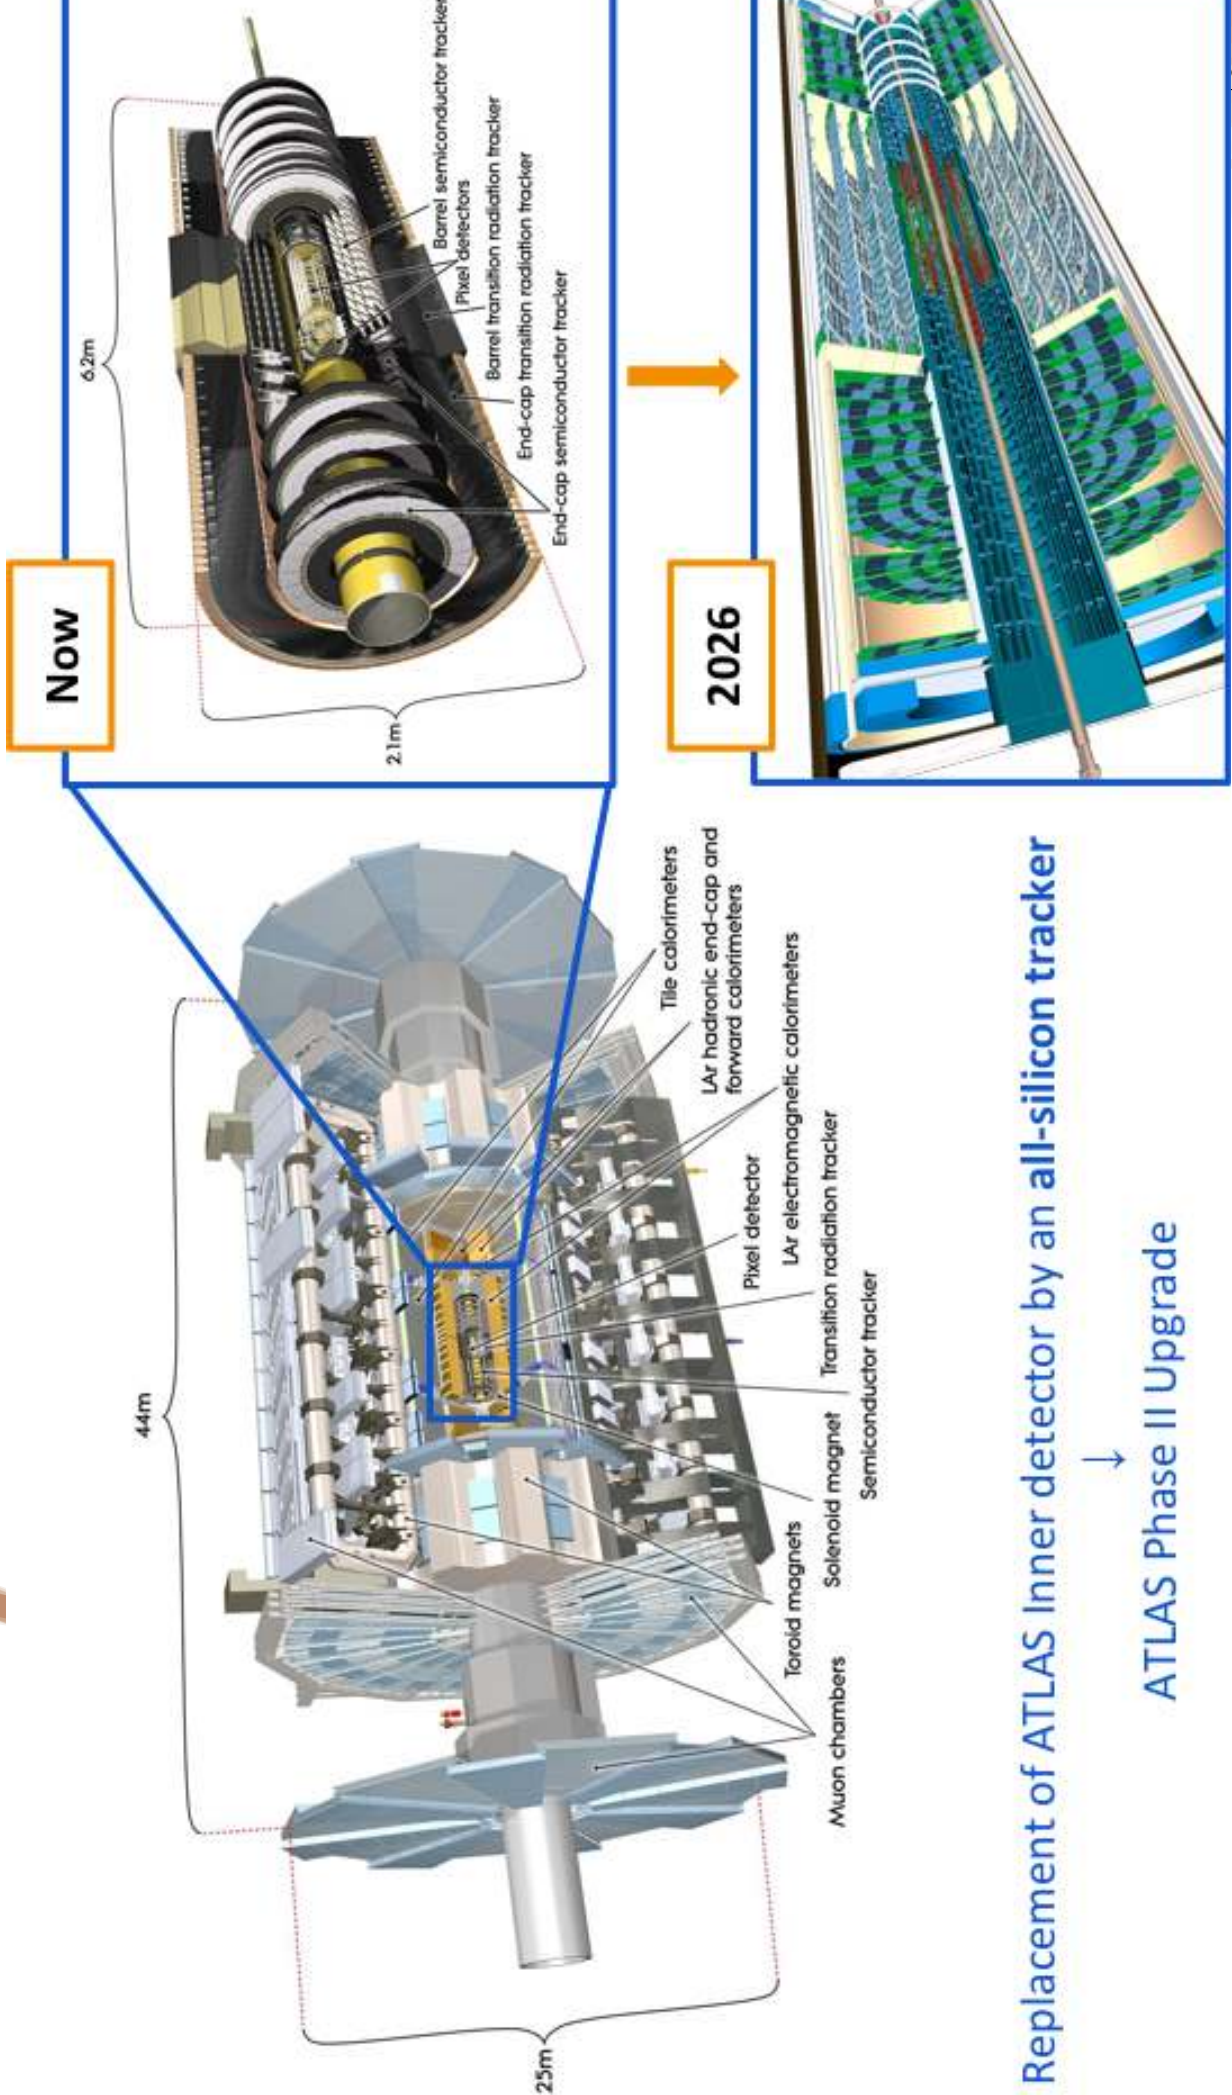 44m
25m
Muon chambers
Toroid magnets
Solenoid magnet
Semiconductor tracker
Transition radiation tracker
Pixel detector
LAr electromagnetic calorimeters
LAr hadronic end-cap and
forward calorimeters
Tile calorimeters
Now
6.2m
2.1m
Barrel semiconductor tracker
Pixel detectors
Barrel transition radiation tracker
End-cap transition radiation tracker
End-cap semiconductor tracker
2026
Replacement of ATLAS Inner detector by an all-silicon tracker
↓
ATLAS Phase II Upgrade